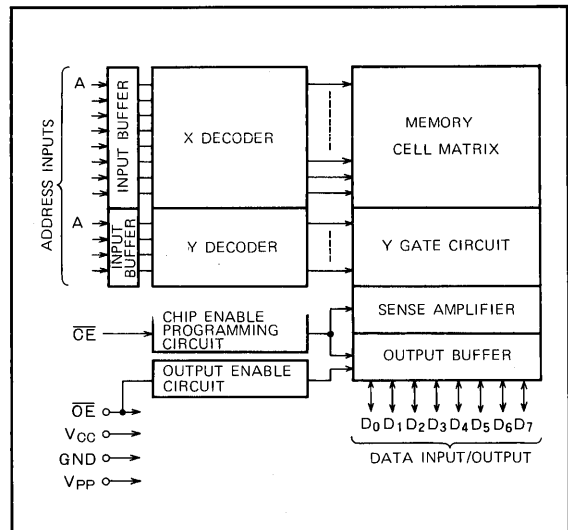 ADDRESS INPUTS
A
A
INPUT BUFFER
INPUT
BUFFER
X DECODER
Y DECODER
MEMORY
CELL MATRIX
Y GATE CIRCUIT
SENSE AMPLIFIER
OUTPUT BUFFER
CE
CHIP ENABLE
PROGRAMMING
CIRCUIT
OUTPUT ENABLE
CIRCUIT
OE
VCC
GND
VPP
D0 D1 D2 D3 D4 D5 D6 D7
DATA INPUT/OUTPUT